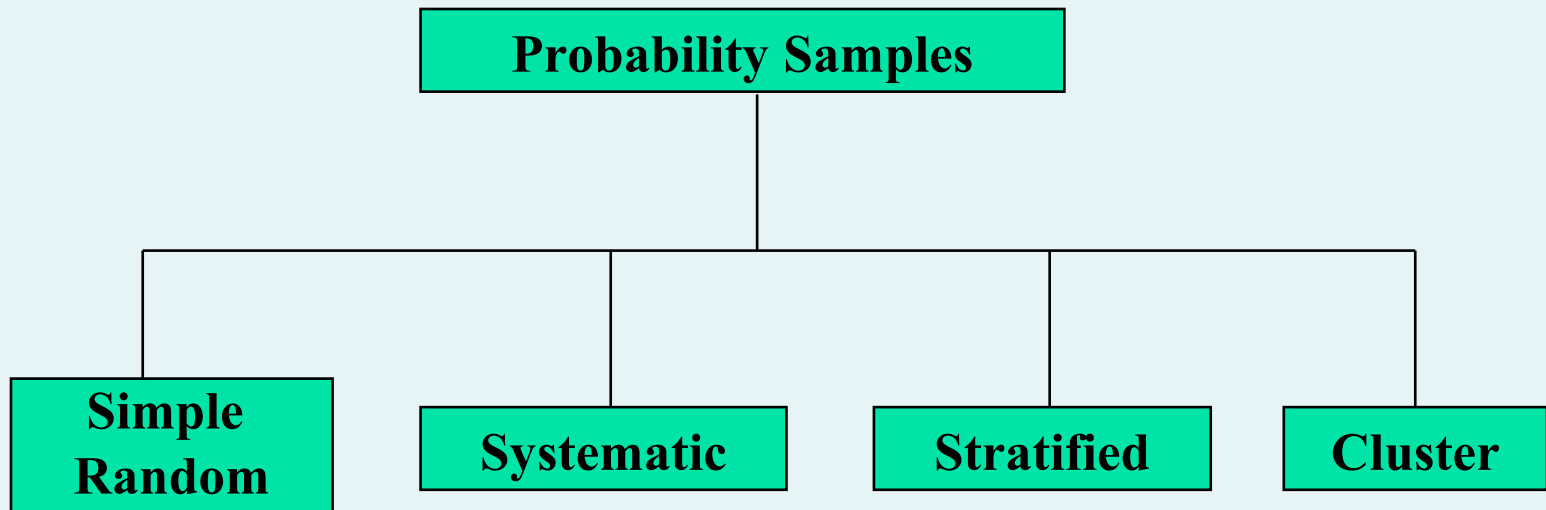 Probability Samples
Simple
Random
Systematic
Stratified
Cluster